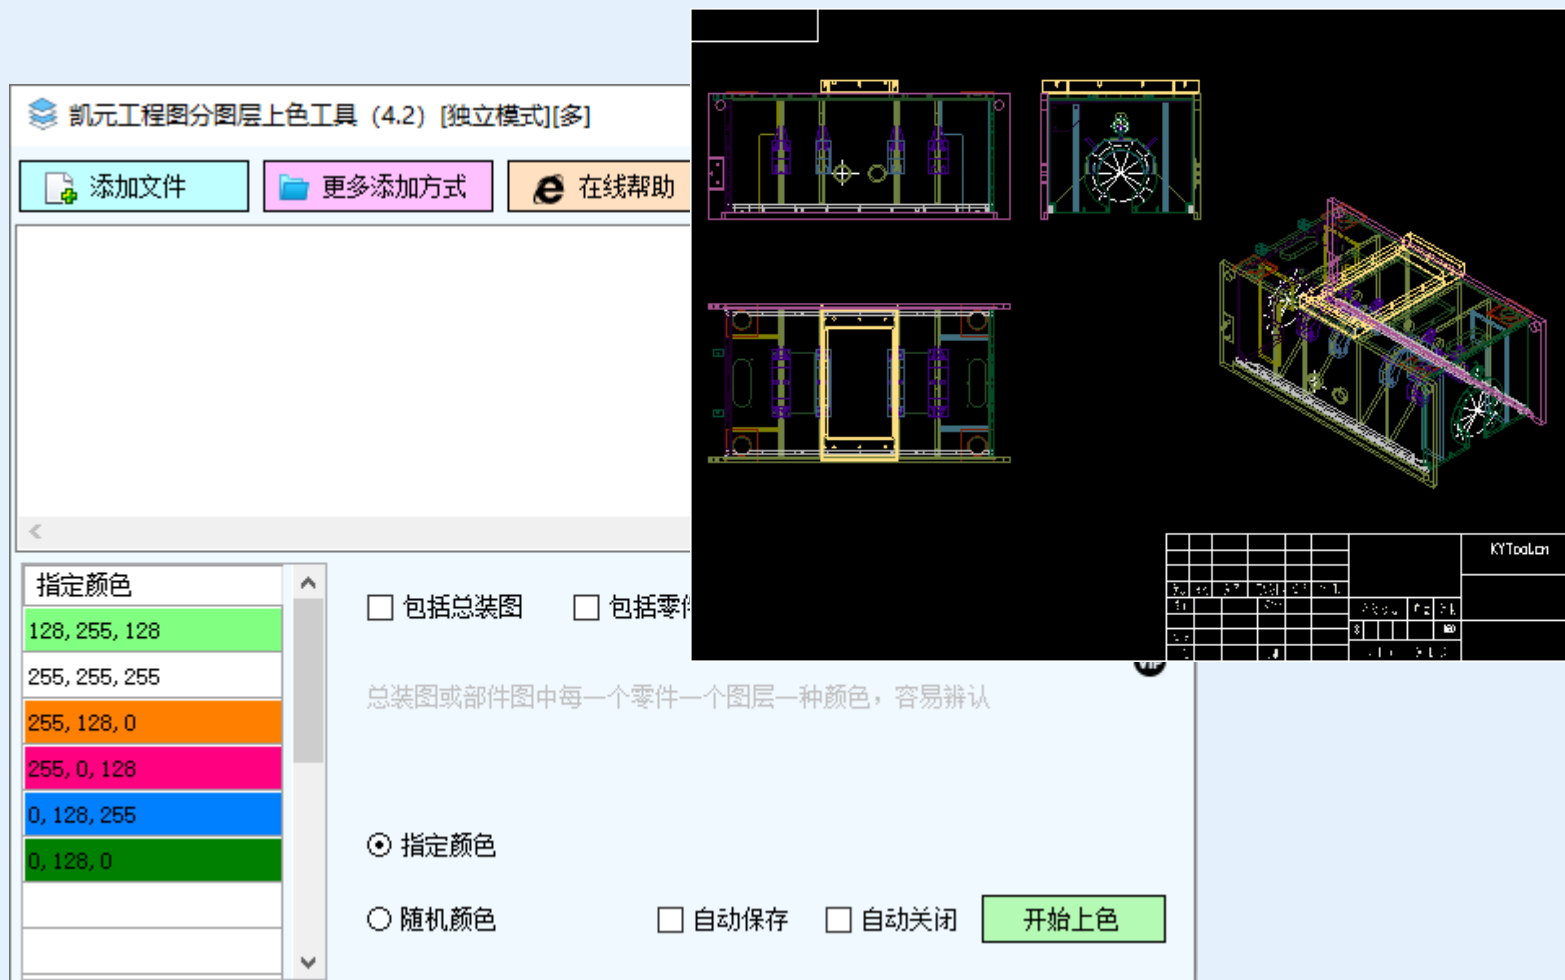 凯元工程图分图层上色工具（4.2）[独立模式][多]
添加文件
更多添加方式
在线帮助
指定颜色
128, 255, 128
255, 255, 255
255, 128, 0
255, 0, 128
0, 128, 255
0, 128, 0
包括总装图
包括零件
总装图或部件图中每一个零件一个图层一种颜色，容易辨认
指定颜色
随机颜色
自动保存
自动关闭
开始上色
KYTool.cn